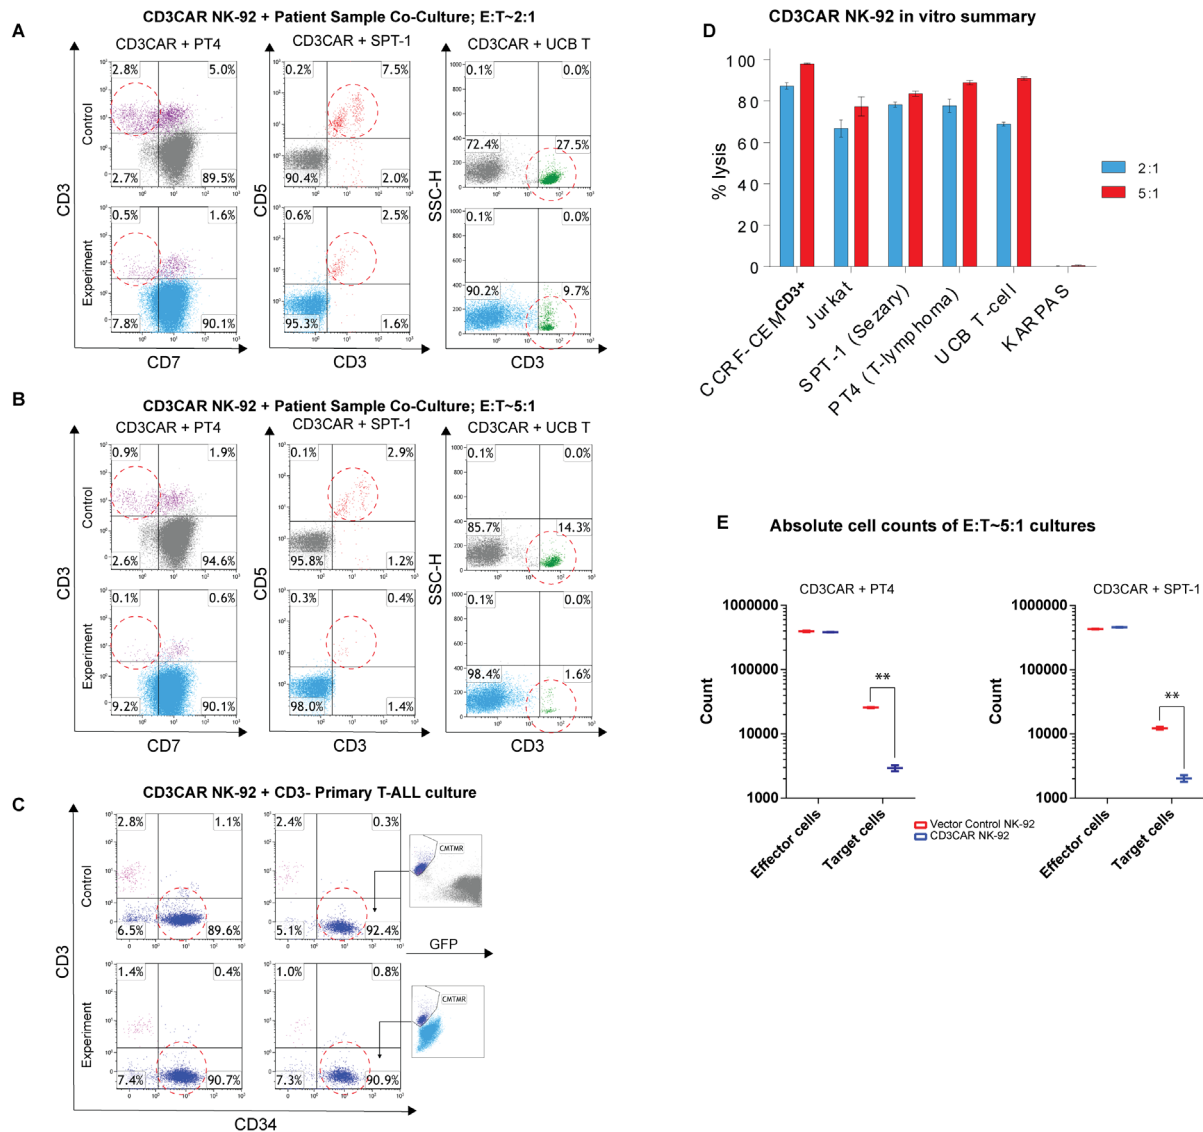 A
CD3CAR NK-92 + Patient Sample Co-Culture; E:T~2:1
CD3CAR + PT4
CD3CAR + SPT-1
CD3CAR + UCB T
Control
CD3
2.8%
5.0%
2.7%
89.5%
CD5
0.2%
7.5%
90.4%
2.0%
SSC-H
0.1%
0.0%
72.4%
27.5%
Experiment
0.5%
1.6%
7.8%
90.1%
0.6%
2.5%
95.3%
1.6%
0.1%
0.0%
90.2%
9.7%
CD7
CD3
CD3
B
CD3CAR NK-92 + Patient Sample Co-Culture; E:T~5:1
CD3CAR + PT4
CD3CAR + SPT-1
CD3CAR + UCB T
Control
CD3
0.9%
1.9%
2.6%
94.6%
CD5
0.1%
2.9%
95.8%
1.2%
SSC-H
0.1%
0.0%
85.7%
14.3%
Experiment
0.1%
0.6%
9.2%
90.1%
0.3%
0.4%
98.0%
1.4%
0.1%
0.0%
98.4%
1.6%
CD7
CD3
CD3
C
CD3CAR NK-92 + CD3- Primary T-ALL culture
Control
CD3
2.8%
1.1%
6.5%
89.6%
2.4%
0.3%
5.1%
92.4%
CMTMR
GFP
Experiment
1.4%
0.4%
7.4%
90.7%
1.0%
0.8%
7.3%
90.9%
CMTMR
CD34
D
CD3CAR NK-92 in vitro summary
% lysis
100
80
60
40
20
0
CCRF-CEM CD3+
Jurkat
SPT-1 (Sezary)
PT4 (T-lymphoma)
UCB T-cell
KARPAS
2:1
5:1
E
Absolute cell counts of E:T~5:1 cultures
CD3CAR + PT4
Count
1000000
100000
10000
1000
**
Effector cells
Target cells
CD3CAR + SPT-1
Count
1000000
100000
10000
1000
**
Effector cells
Target cells
Vector Control NK-92
CD3CAR NK-92